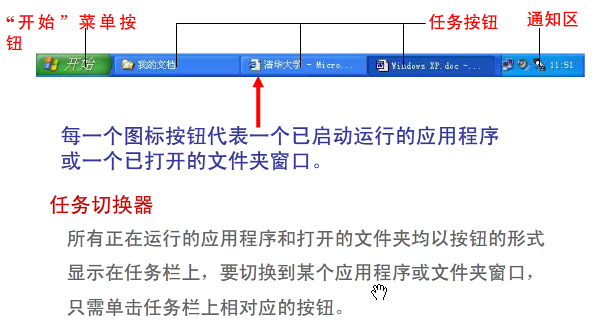 “开始”菜单按
钮
任务按钮
通知区
开始
我的文档
清华大学 - Micro...
Windows XP.doc -...
11:51
每一个图标按钮代表一个已启动运行的应用程序
或一个已打开的文件夹窗口。
任务切换器
所有正在运行的应用程序和打开的文件夹均以按钮的形式
显示在任务栏上，要切换到某个应用程序或文件夹窗口，
只需单击任务栏上相对应的按钮。